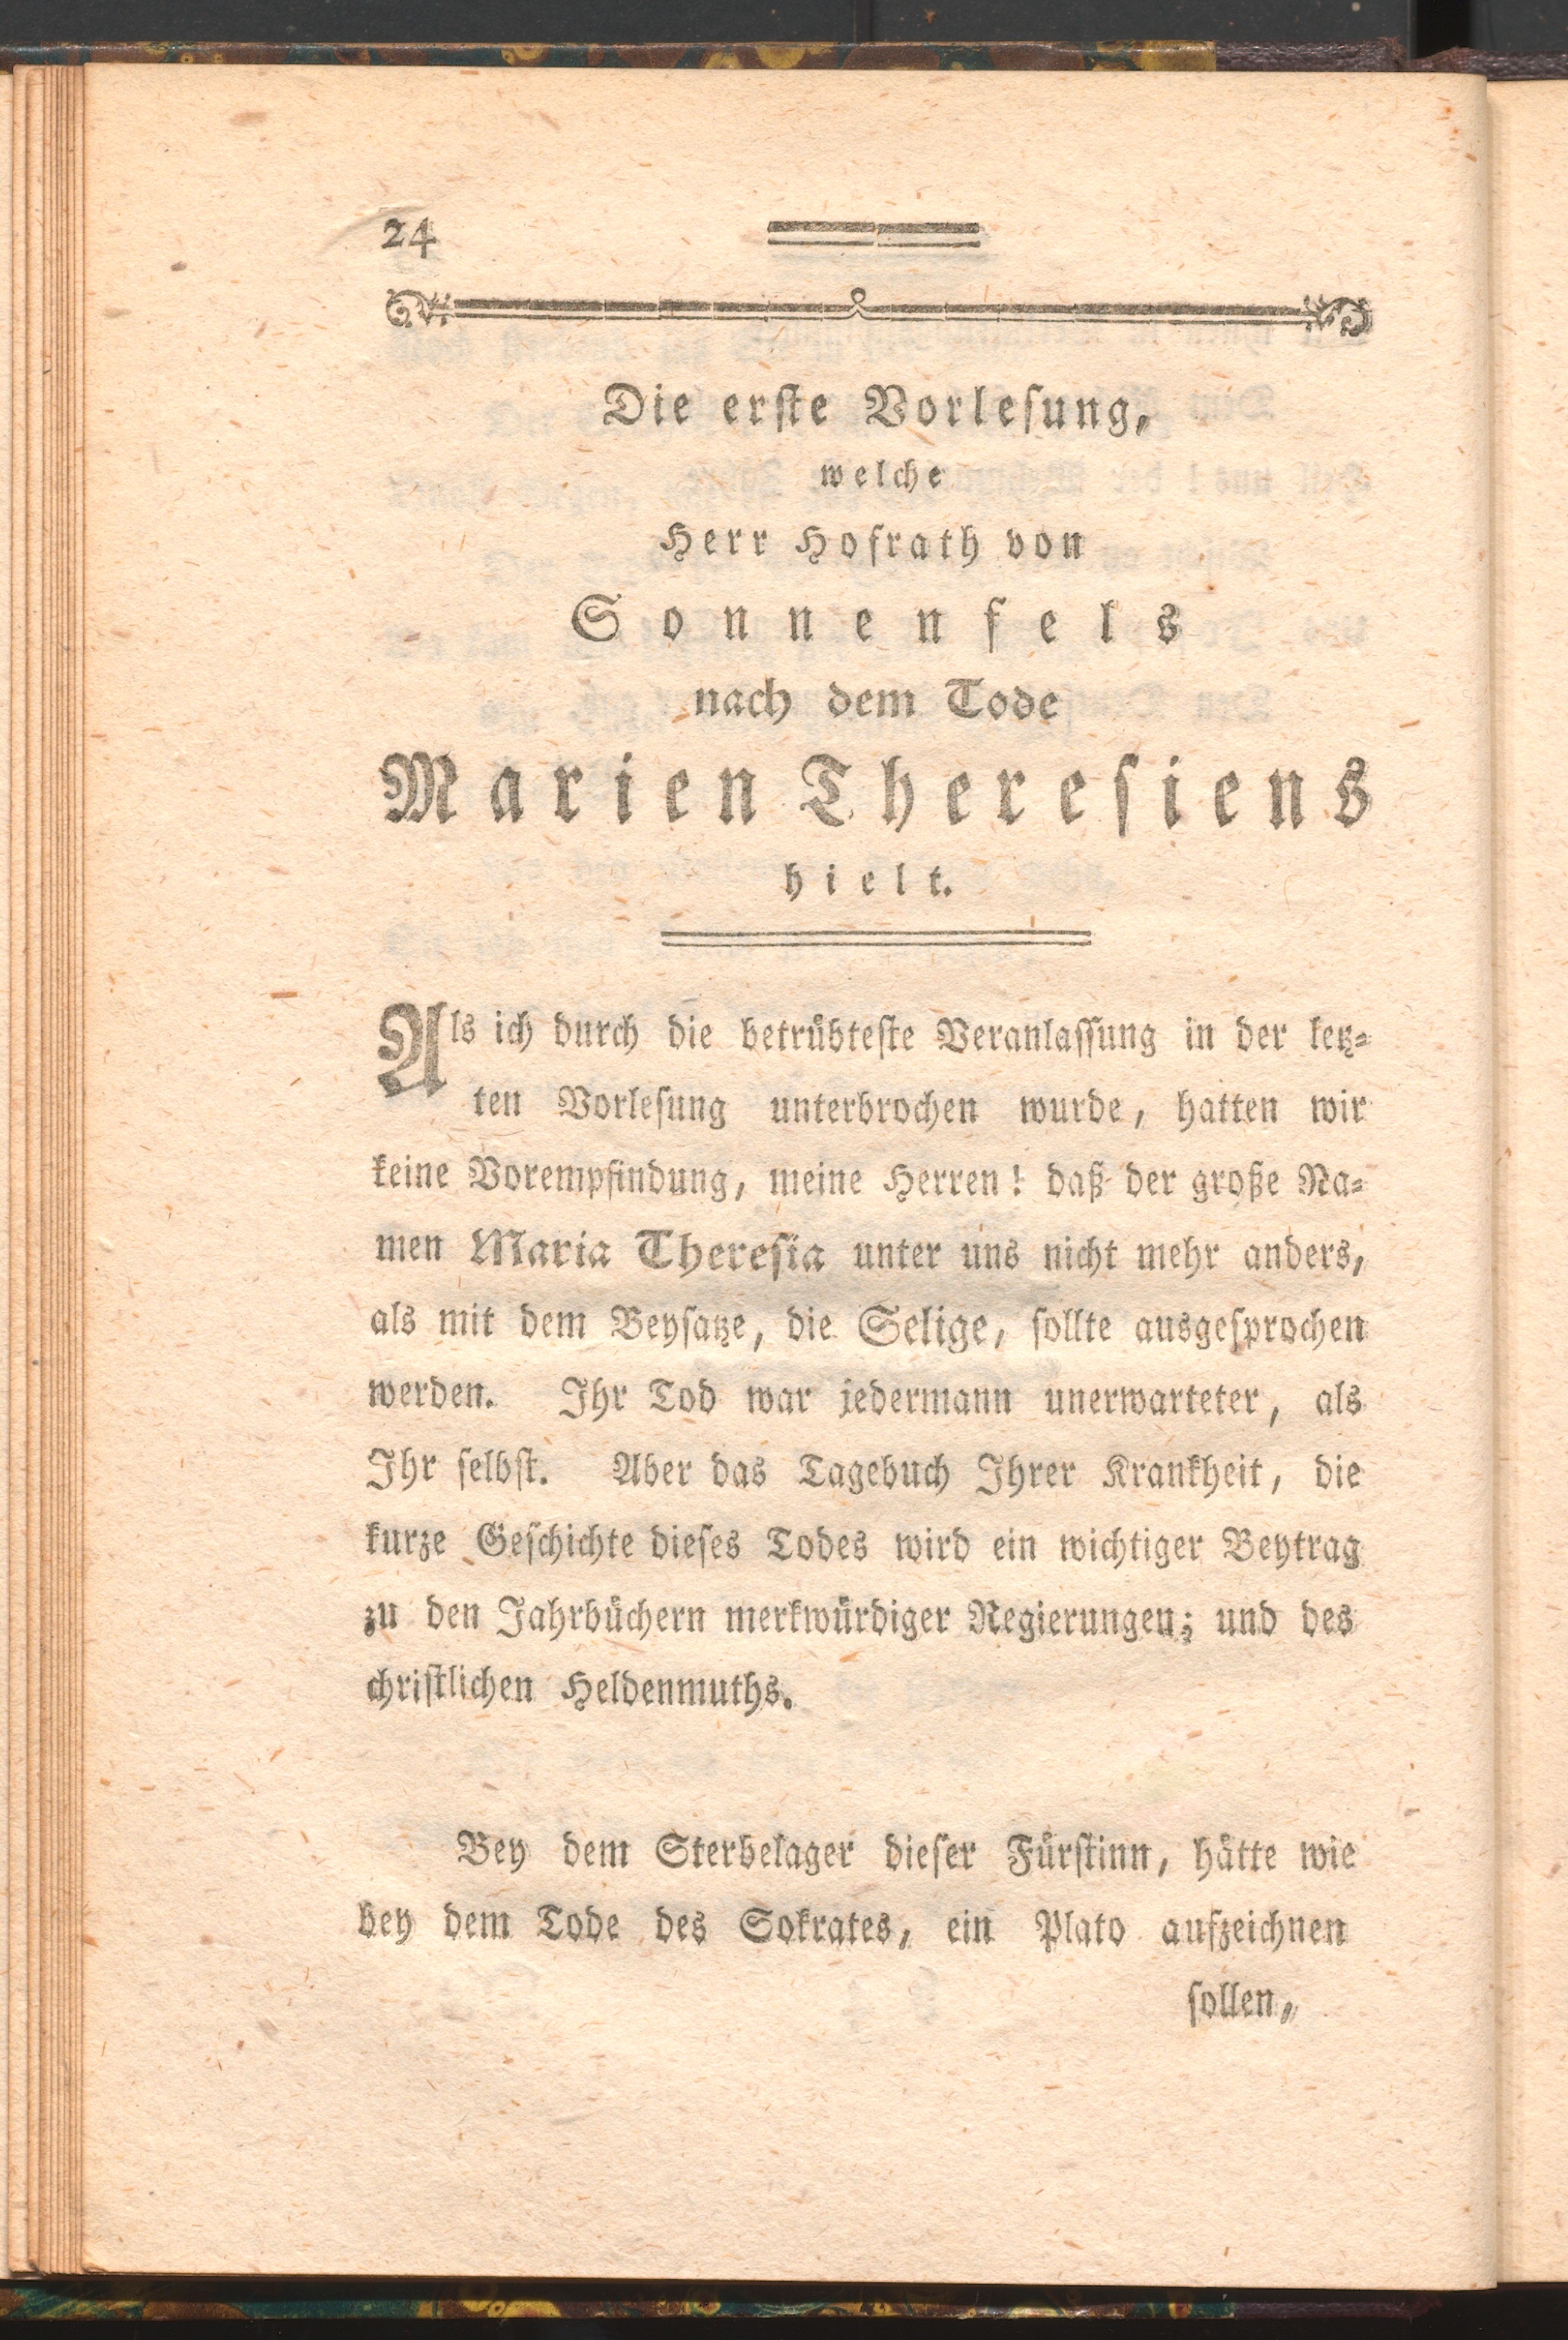 24
Die erste Vorlesung,
welche
Herr Hofrath von
Sonnenfels
nach dem Tode
Marien Theresiens
hielt.
Als ich durch die betrübteste Veranlassung in der letz-
ten Vorlesung unterbrochen wurde, hatten wir
keine Vorempfindung, meine Herren! daß der große Na-
men Maria Theresia unter uns nicht mehr anders,
als mit dem Beysatze, die Selige, sollte ausgesprochen
werden. Ihr Tod war jedermann unerwarteter, als
Ihr selbst. Aber das Tagebuch Ihrer Krankheit, die
kurze Geschichte dieses Todes wird ein wichtiger Beytrag
zu den Jahrbüchern merkwürdiger Regierungen; und des
christlichen Heldenmuths.
Bey dem Sterbelager dieser Fürstinn, hätte wie
bey dem Tode des Sokrates, ein Plato aufzeichnen
sollen,